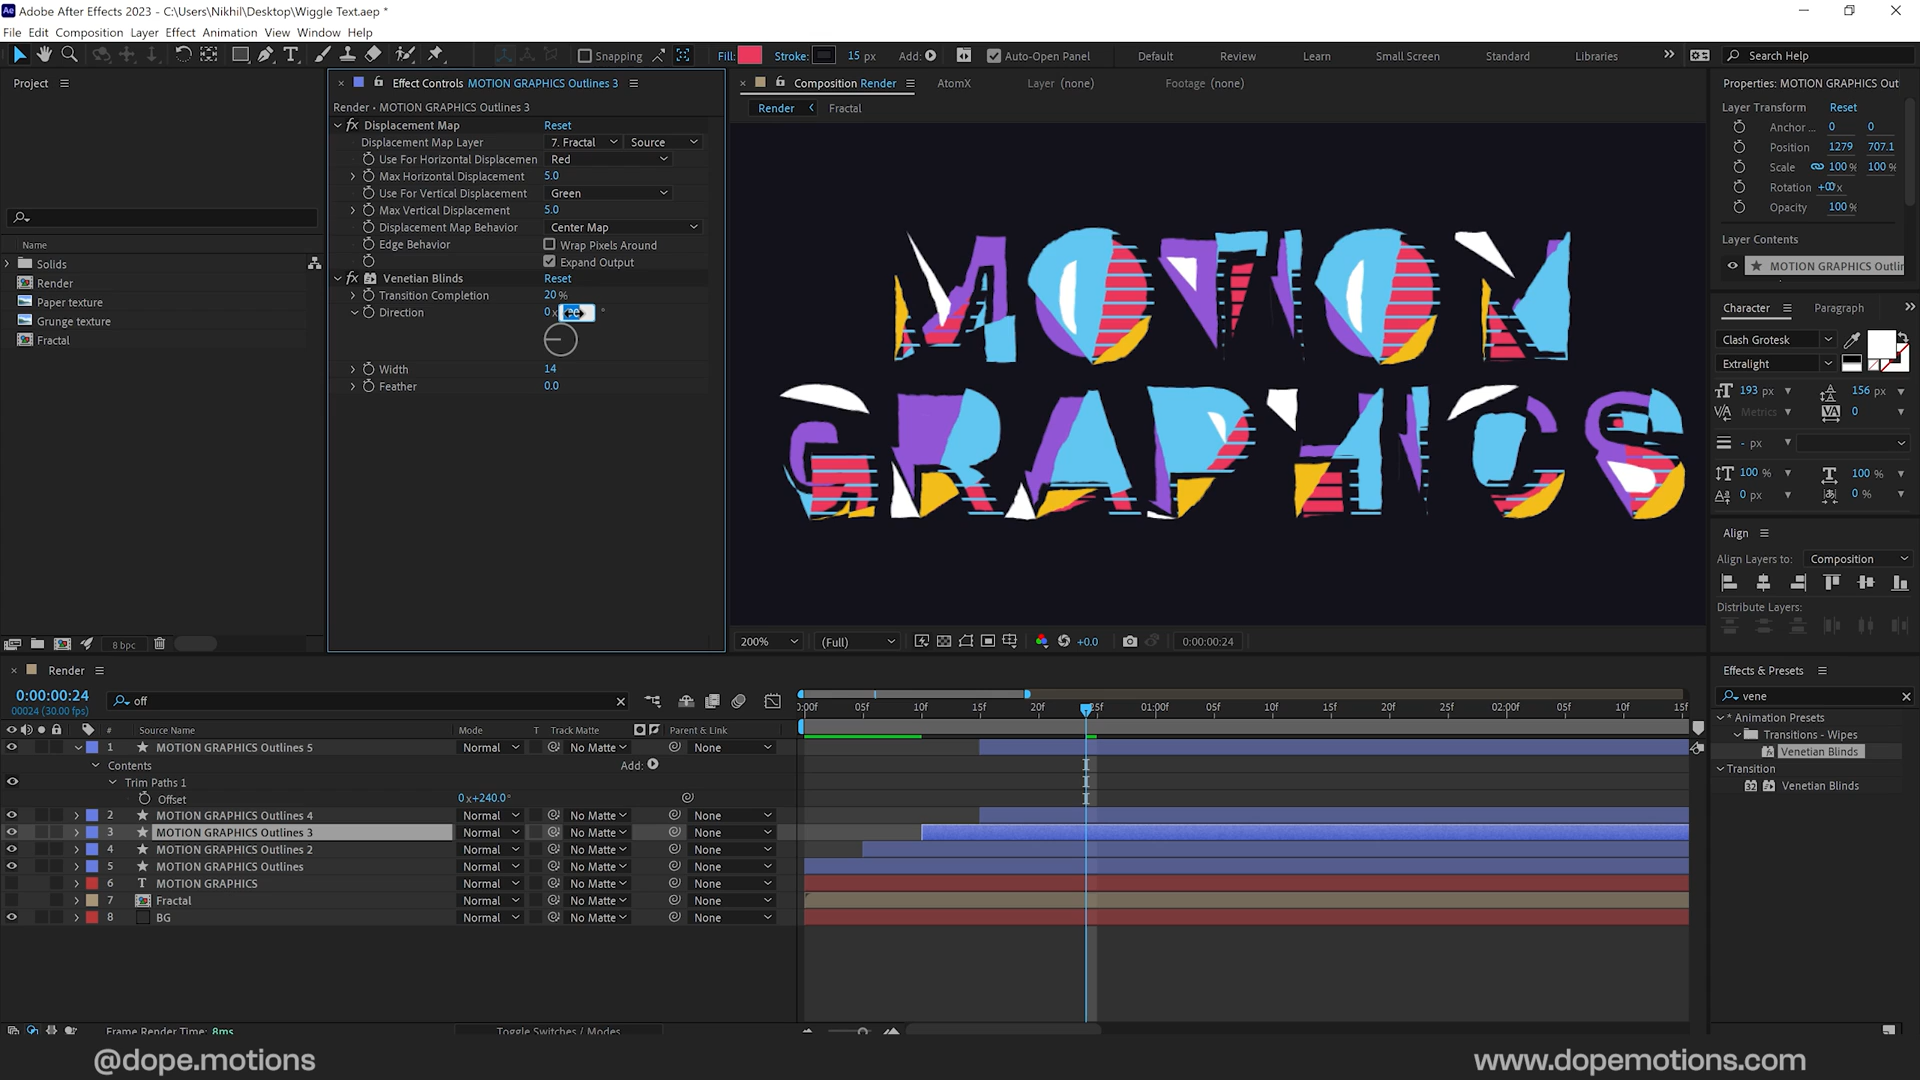 Adobe After Effects 2023 - C:\Users\Nikhil\Desktop\Wiggle Text.aep *
File Edit Composition Layer Effect Animation View Window Help
Snapping
Fill: Stroke: 15 px Add:
Auto-Open Panel
Default Review Learn Small Screen Standard Libraries
Search Help
Project
Name
Solids
Render
Paper texture
Grunge texture
Fractal
8 bpc
Effect Controls MOTION GRAPHICS Outlines 3
Render • MOTION GRAPHICS Outlines 3
fx Displacement Map Reset
Displacement Map Layer 7. Fractal Source
Use For Horizontal Displacemen Red
Max Horizontal Displacement 5.0
Use For Vertical Displacement Green
Max Vertical Displacement 5.0
Displacement Map Behavior Center Map
Edge Behavior Wrap Pixels Around
Expand Output
fx Venetian Blinds Reset
Transition Completion 20 %
Direction 0 x °
Width 14
Feather 0.0
Composition Render AtomX Layer (none) Footage (none)
Render Fractal
MOTION
GRAPHICS
200% (Full) +0.0 0:00:00:24
Properties: MOTION GRAPHICS Out
Layer Transform Reset
Anchor ... 0 0
Position 1279 707.1
Scale 100 % 100 %
Rotation
Opacity 100 %
Layer Contents
MOTION GRAPHICS Outlin
Character Paragraph
Clash Grotesk
Extralight
193 px 156 px
Metrics 0
- px
100 % 100 %
0 px 0 %
Align
Align Layers to: Composition
Distribute Layers:
Render
0:00:00:24
00024 (30.00 fps)
off
:00f 05f 10f 15f 20f 25f 01:00f 05f 10f 15f 20f 25f 02:00f 05f 10f 15f
# Source Name Mode T Track Matte Parent & Link
1 MOTION GRAPHICS Outlines 5 Normal No Matte None
Contents Add:
Trim Paths 1
Offset 0 x+240.0°
2 MOTION GRAPHICS Outlines 4 Normal No Matte None
3 MOTION GRAPHICS Outlines 3 Normal No Matte None
4 MOTION GRAPHICS Outlines 2 Normal No Matte None
5 MOTION GRAPHICS Outlines Normal No Matte None
6 T MOTION GRAPHICS Normal No Matte None
7 Fractal Normal No Matte None
8 BG Normal No Matte None
Frame Render Time: 8ms
Toggle Switches / Modes
Effects & Presets
vene
* Animation Presets
Transitions - Wipes
Venetian Blinds
Transition
32 Venetian Blinds
@dope.motions
www.dopemotions.com